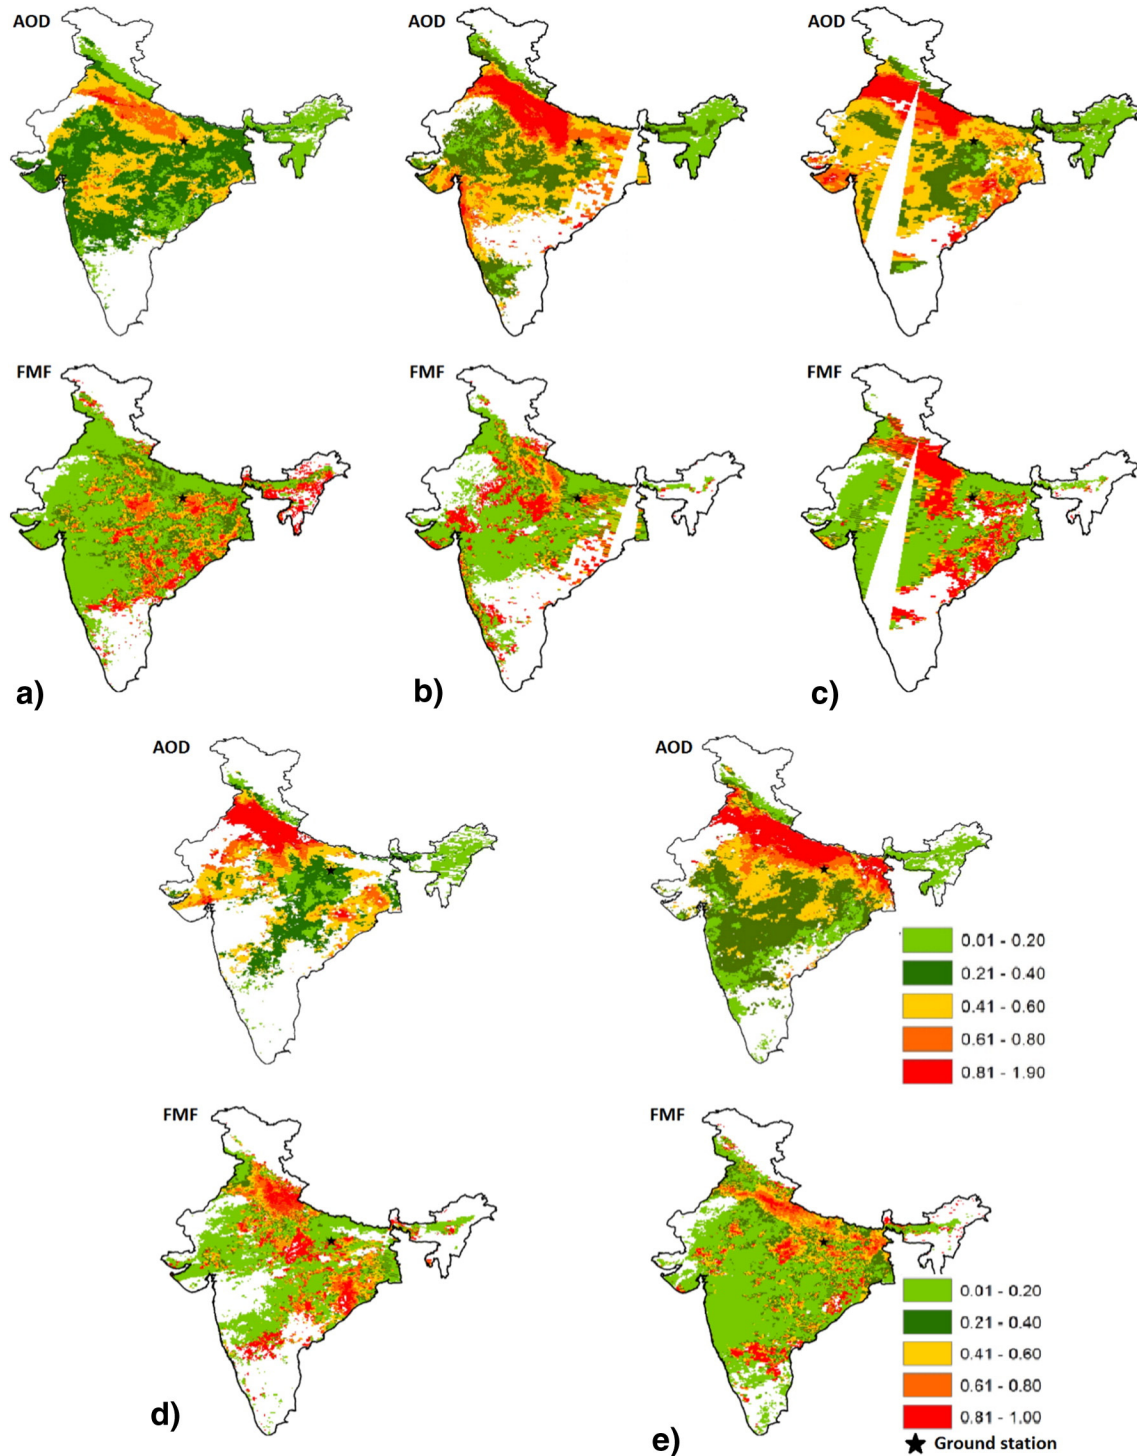 AOD
AOD
AOD
FMF
FMF
FMF
a)
b)
c)
AOD
AOD
0.01 - 0.20
0.21 - 0.40
0.41 - 0.60
0.61 - 0.80
0.81 - 1.90
FMF
FMF
0.01 - 0.20
0.21 - 0.40
0.41 - 0.60
0.61 - 0.80
0.81 - 1.00
Ground station
d)
e)